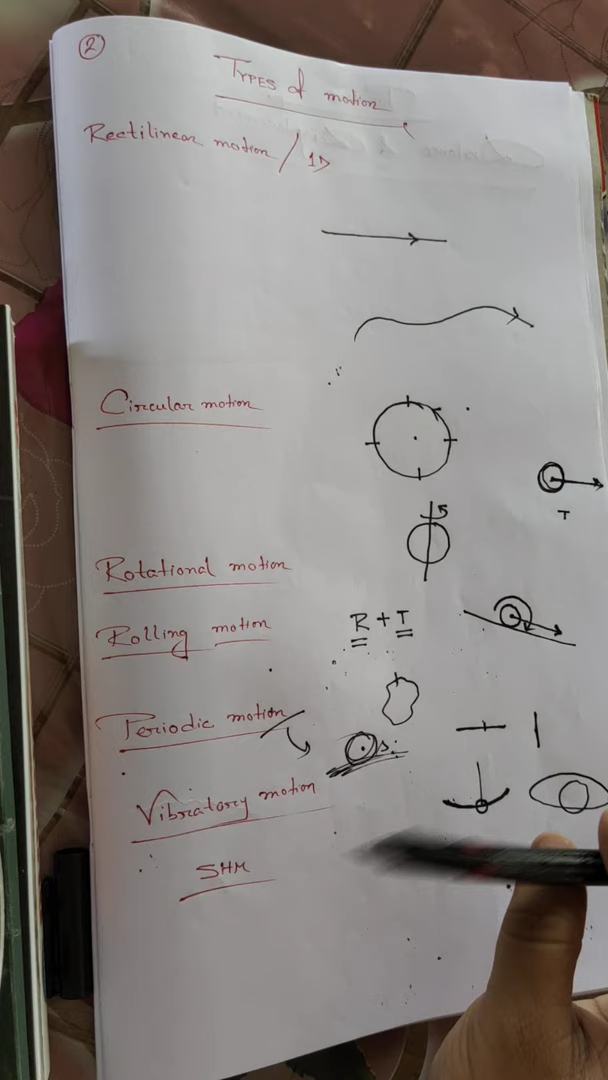 2
TYPES of motion
Rectilinear motion / 1D
Circular motion
T
Rotational motion
Rolling motion R + T
Periodic motion
Vibratory motion
SHM